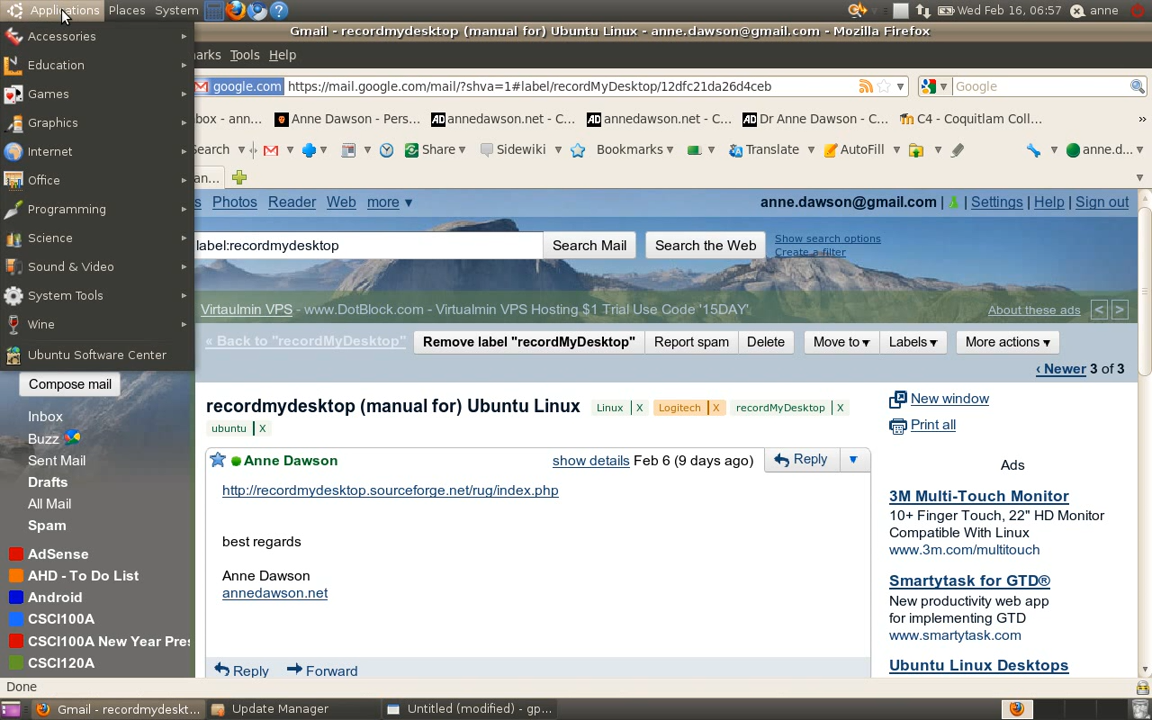 Applications Places System Wed Feb 16, 06:57 anne
Gmail - recordmydesktop (manual for) Ubuntu Linux - anne.dawson@gmail.com - Mozilla Firefox
Accessories
arks Tools Help
Education
google.com https://mail.google.com/mail/?shva=1#label/recordMyDesktop/12dfc21da26d4ceb Google
Games
box - ann... Anne Dawson - Pers... annedawson.net - C... annedawson.net - C... Dr Anne Dawson - C... C4 - Coquitlam Coll... »
Graphics
earch Share Sidewiki Bookmarks Translate AutoFill anne.d...
Internet
an...
Office
s Photos Reader Web more ▾ anne.dawson@gmail.com | | Settings | Help | Sign out
Programming
Science
label:recordmydesktop Search Mail Search the Web Show search options
Create a filter
Sound & Video
System Tools
Virtaulmin VPS - www.DotBlock.com - Virtualmin VPS Hosting $1 Trial Use Code '15DAY' About these ads < >
Wine
« Back to "recordMyDesktop" Remove label "recordMyDesktop" Report spam Delete Move to ▾ Labels ▾ More actions ▾
Ubuntu Software Center
‹ Newer 3 of 3
Compose mail
Inbox
Buzz
Sent Mail
Drafts
All Mail
Spam
AdSense
AHD - To Do List
Android
CSCI100A
CSCI100A New Year Pres
CSCI120A
recordmydesktop (manual for) Ubuntu Linux Linux X Logitech X recordMyDesktop X
ubuntu X
Anne Dawson show details Feb 6 (9 days ago) Reply
http://recordmydesktop.sourceforge.net/rug/index.php
best regards
Anne Dawson
annedawson.net
Reply Forward
New window
Print all
Ads
3M Multi-Touch Monitor
10+ Finger Touch, 22" HD Monitor
Compatible With Linux
www.3m.com/multitouch
Smartytask for GTD®
New productivity web app
for implementing GTD
www.smartytask.com
Ubuntu Linux Desktops
Done
Gmail - recordmydeskt... Update Manager Untitled (modified) - gp...